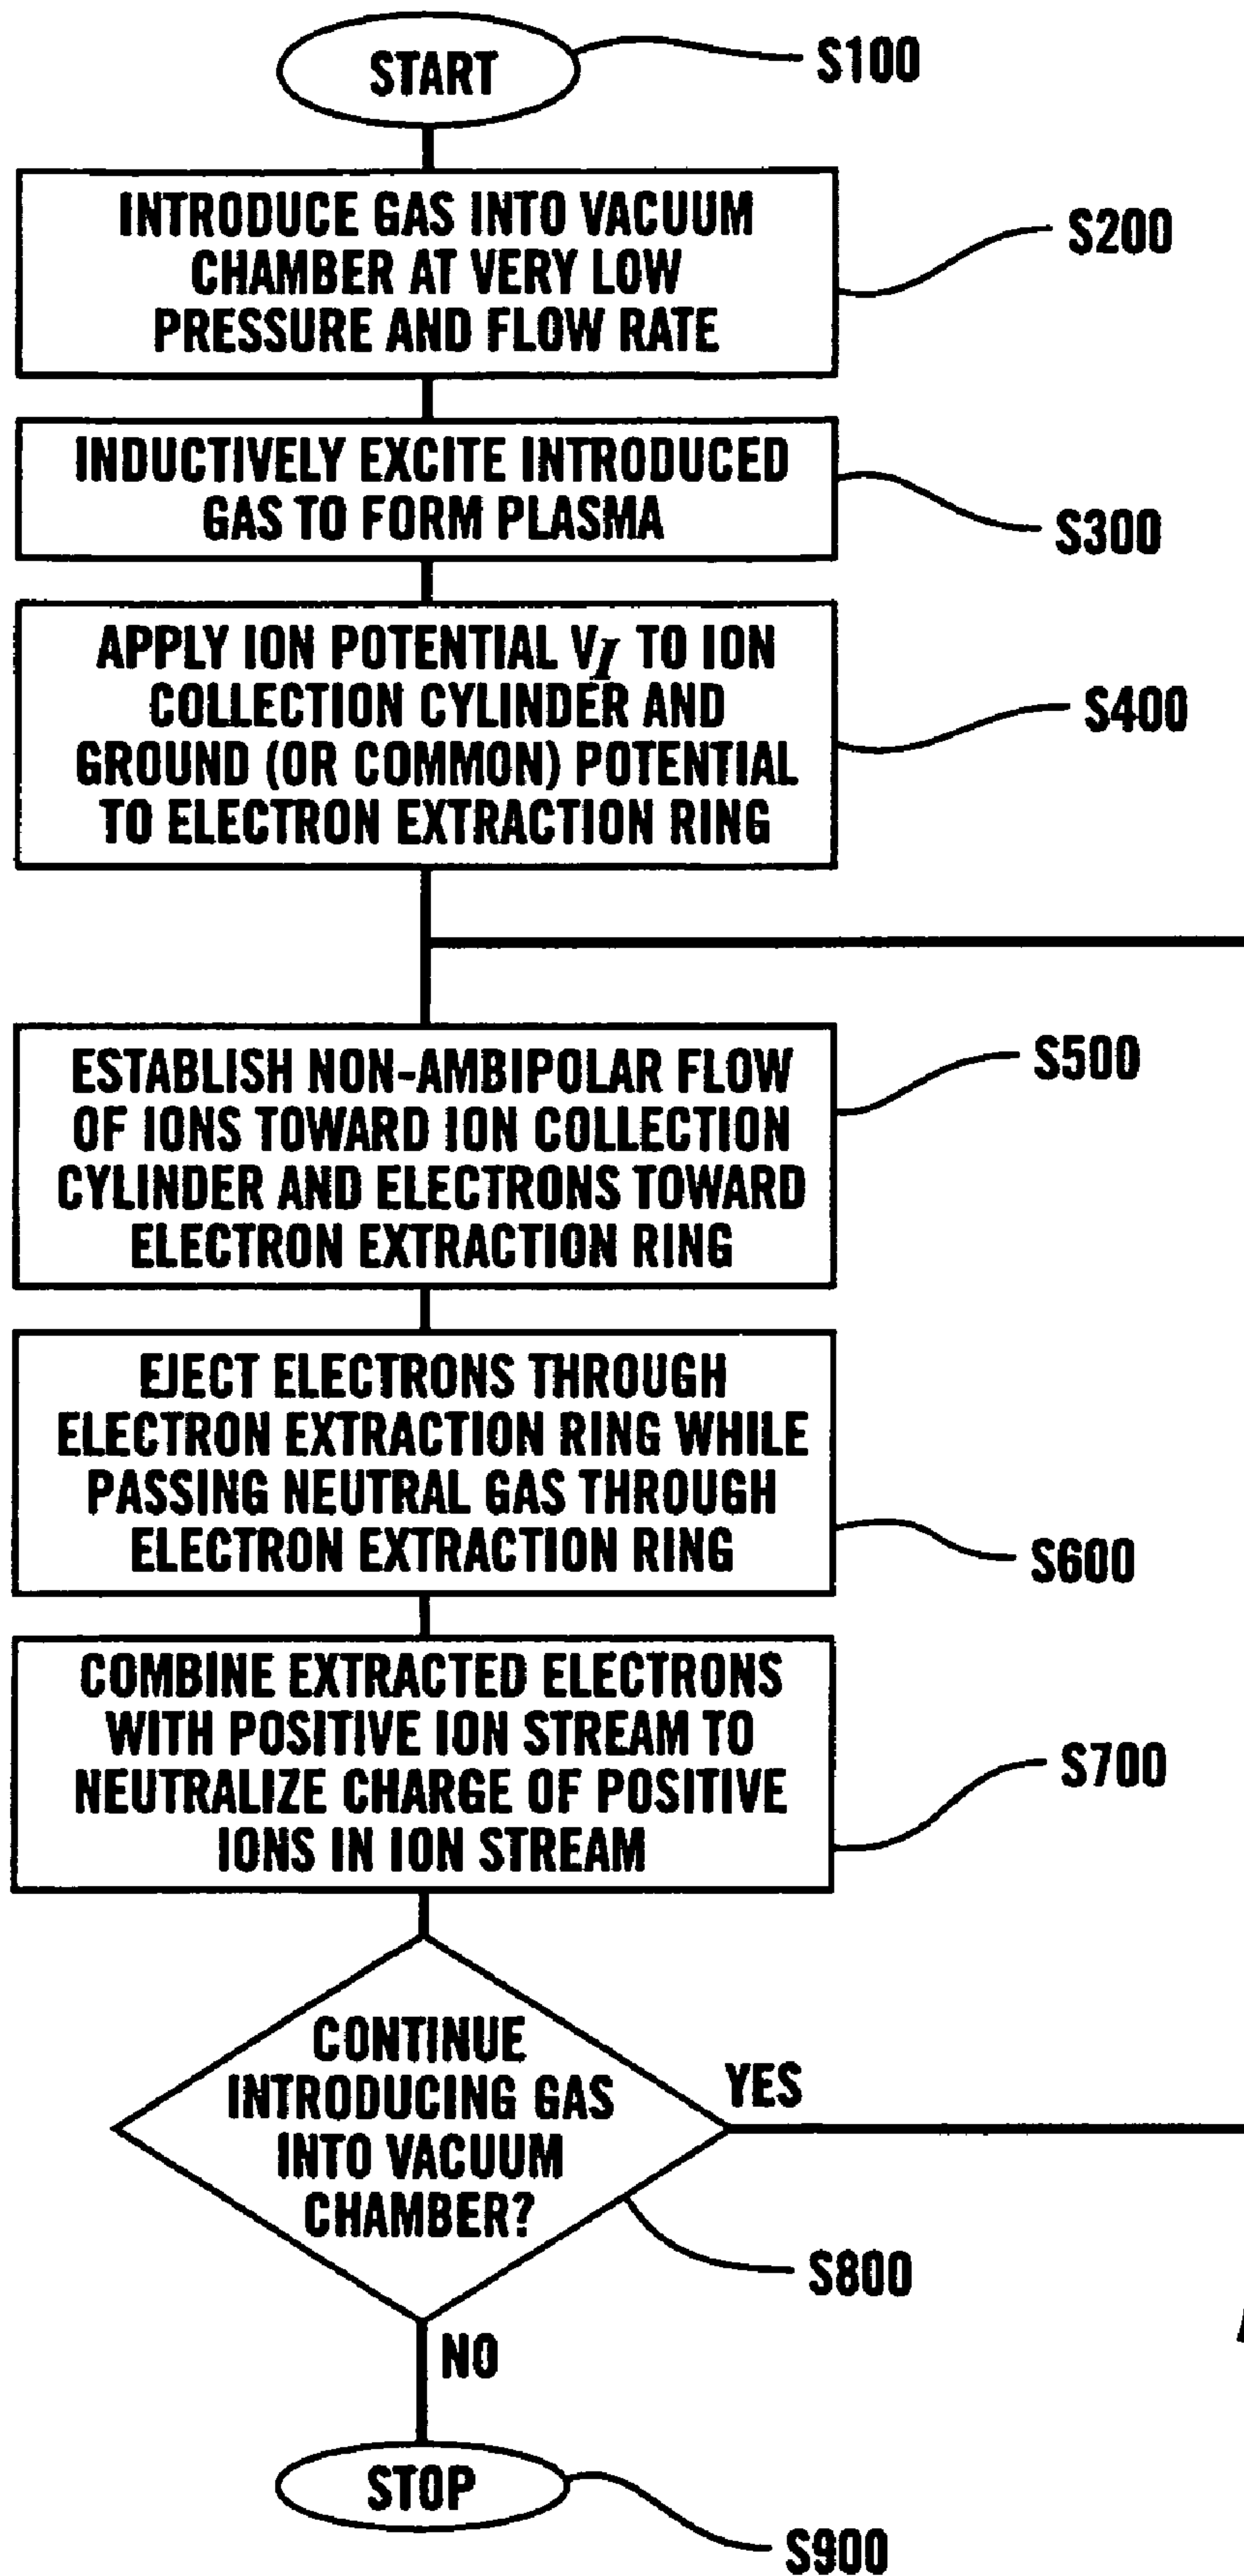 START
S100
INTRODUCE GAS INTO VACUUM
CHAMBER AT VERY LOW
PRESSURE AND FLOW RATE
S200
INDUCTIVELY EXCITE INTRODUCED
GAS TO FORM PLASMA
S300
APPLY ION POTENTIAL VI TO ION
COLLECTION CYLINDER AND
GROUND (OR COMMON) POTENTIAL
TO ELECTRON EXTRACTION RING
S400
ESTABLISH NON-AMBIPOLAR FLOW
OF IONS TOWARD ION COLLECTION
CYLINDER AND ELECTRONS TOWARD
ELECTRON EXTRACTION RING
S500
EJECT ELECTRONS THROUGH
ELECTRON EXTRACTION RING WHILE
PASSING NEUTRAL GAS THROUGH
ELECTRON EXTRACTION RING
S600
COMBINE EXTRACTED ELECTRONS
WITH POSITIVE ION STREAM TO
NEUTRALIZE CHARGE OF POSITIVE
IONS IN ION STREAM
S700
CONTINUE
INTRODUCING GAS
INTO VACUUM
CHAMBER?
YES
S800
NO
STOP
S900